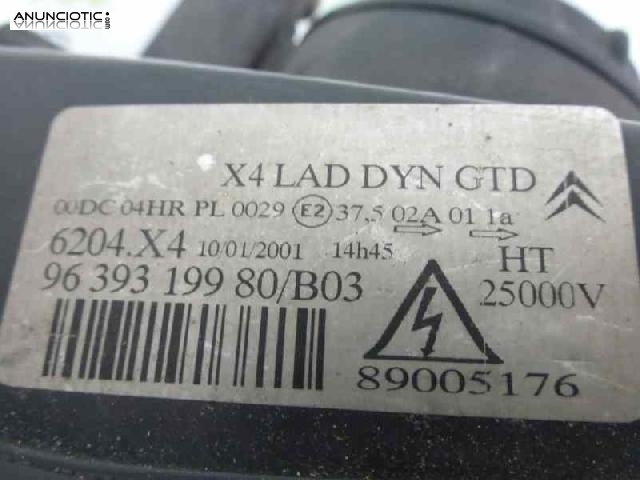 ANUNCIOS
.COM
X4 LAD DYN GTD
00DC 04HR PL 0029 E2 37,5 02A 01 1a
6204.X4 10/01/2001 14h45 HT
96 393 199 80/B03 25000V
89005176